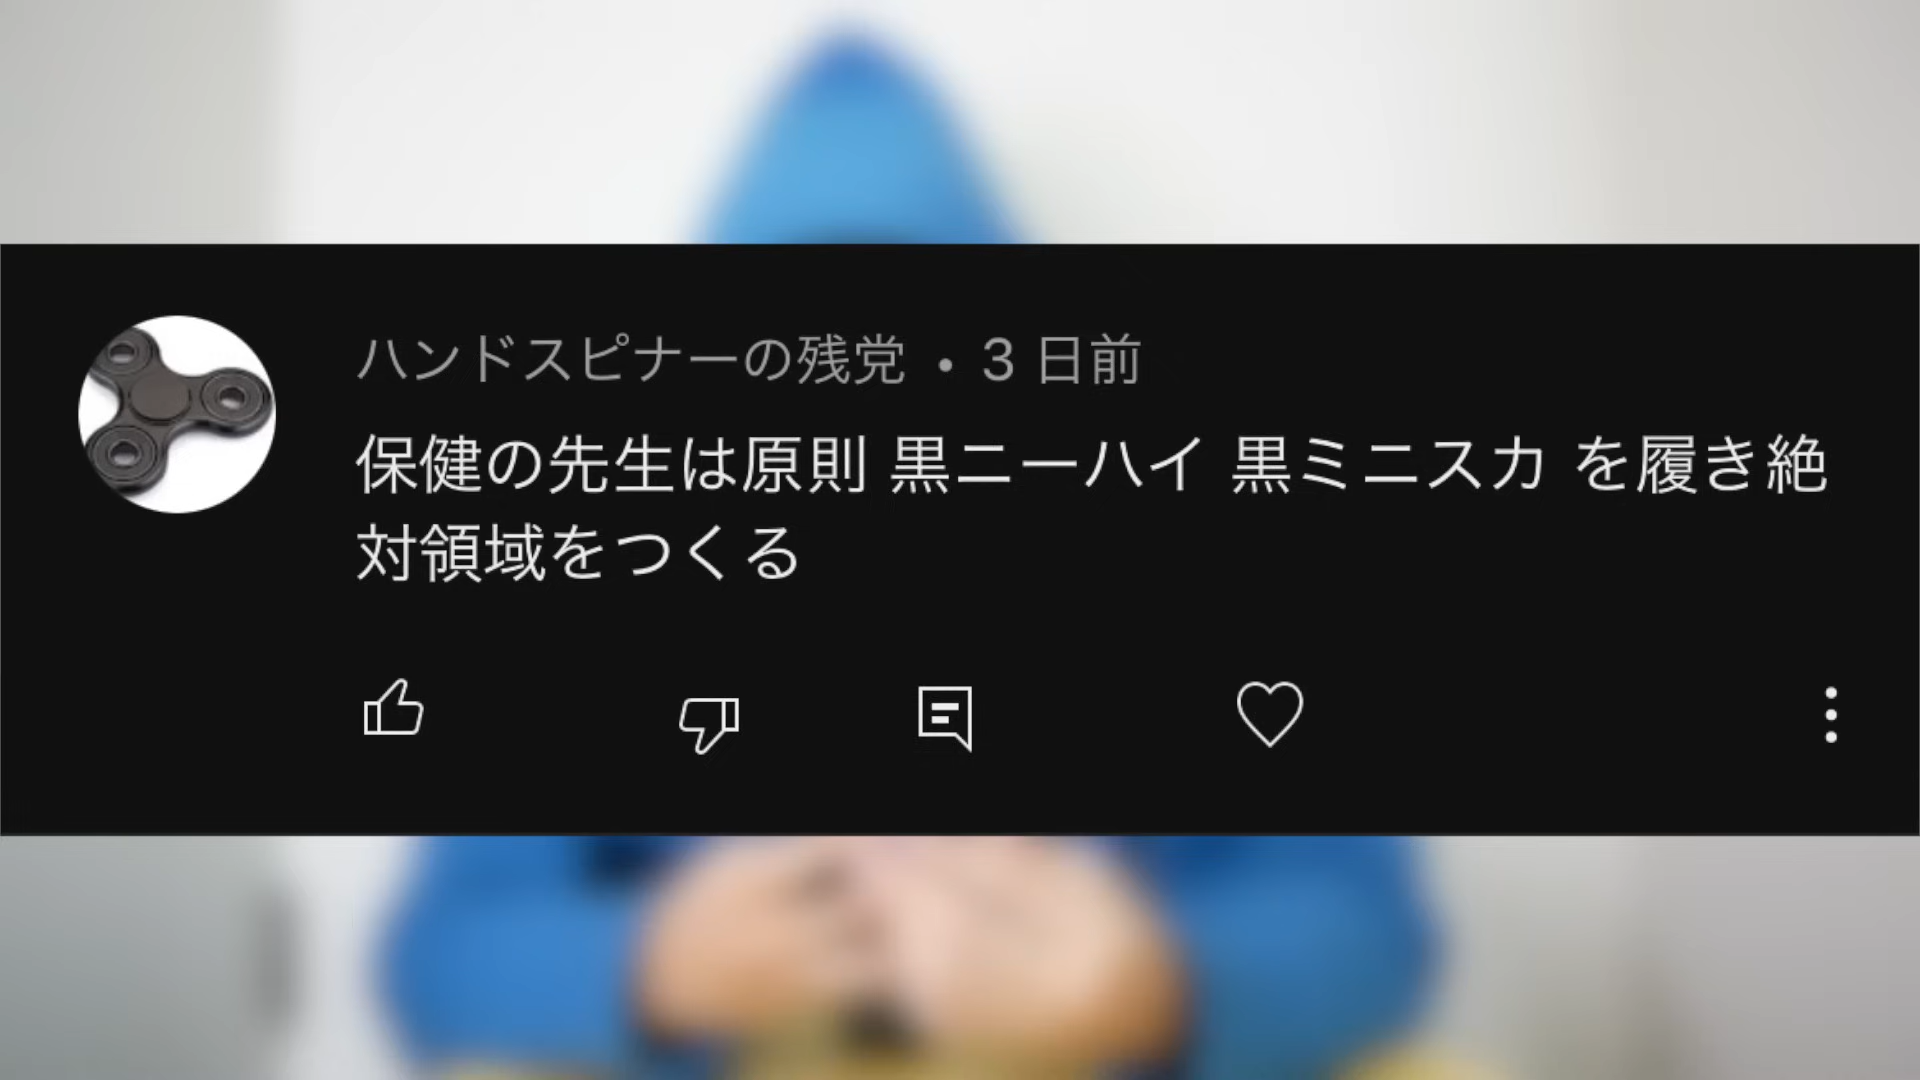 ハンドスピナーの残党 • 3 日前
保健の先生は原則 黒ニーハイ 黒ミニスカ を履き絶
対領域をつくる